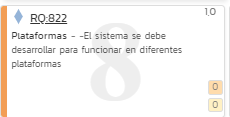 RQ:822
1.0
Plataformas - -El sistema se debe
desarrollar para funcionar en diferentes
plataformas
8
0
0